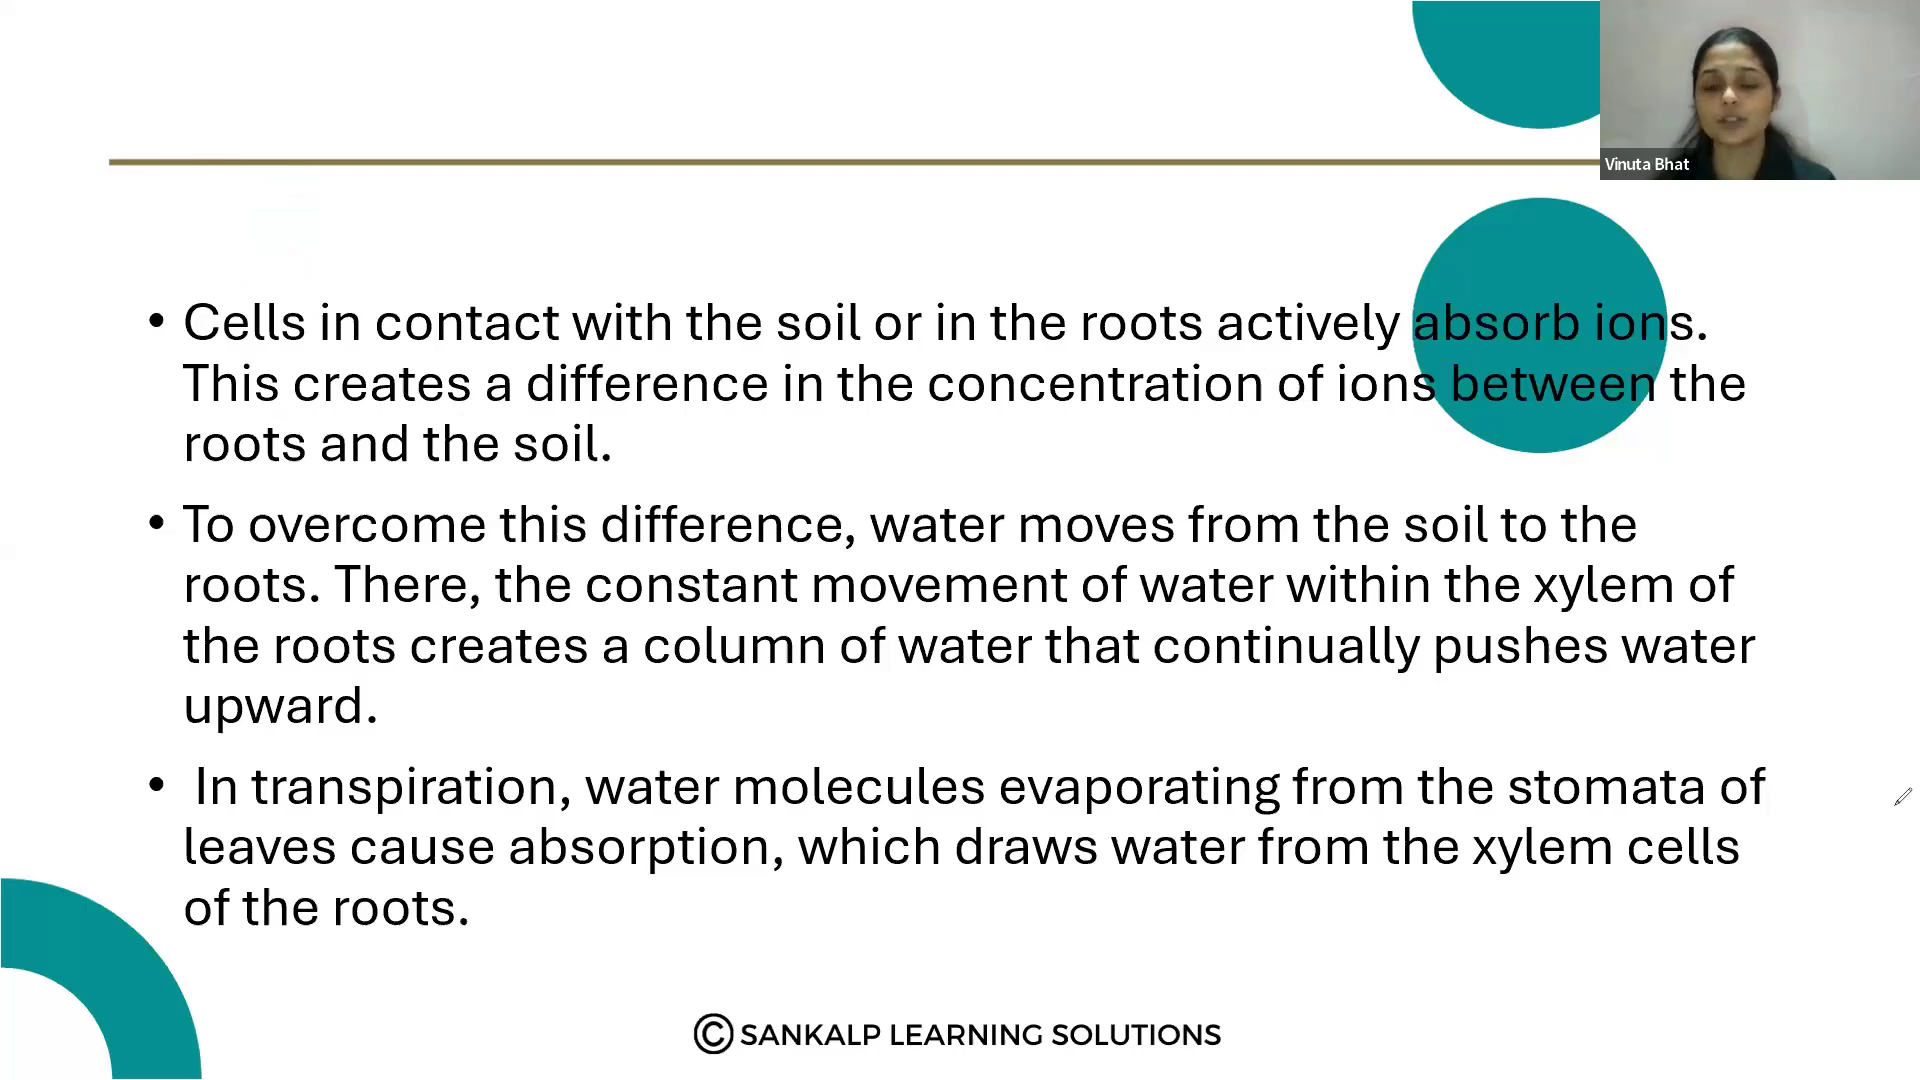 Vinuta Bhat
• Cells in contact with the soil or in the roots actively absorb ions.
This creates a difference in the concentration of ions between the
roots and the soil.
• To overcome this difference, water moves from the soil to the
roots. There, the constant movement of water within the xylem of
the roots creates a column of water that continually pushes water
upward.
• In transpiration, water molecules evaporating from the stomata of
leaves cause absorption, which draws water from the xylem cells
of the roots.
© SANKALP LEARNING SOLUTIONS